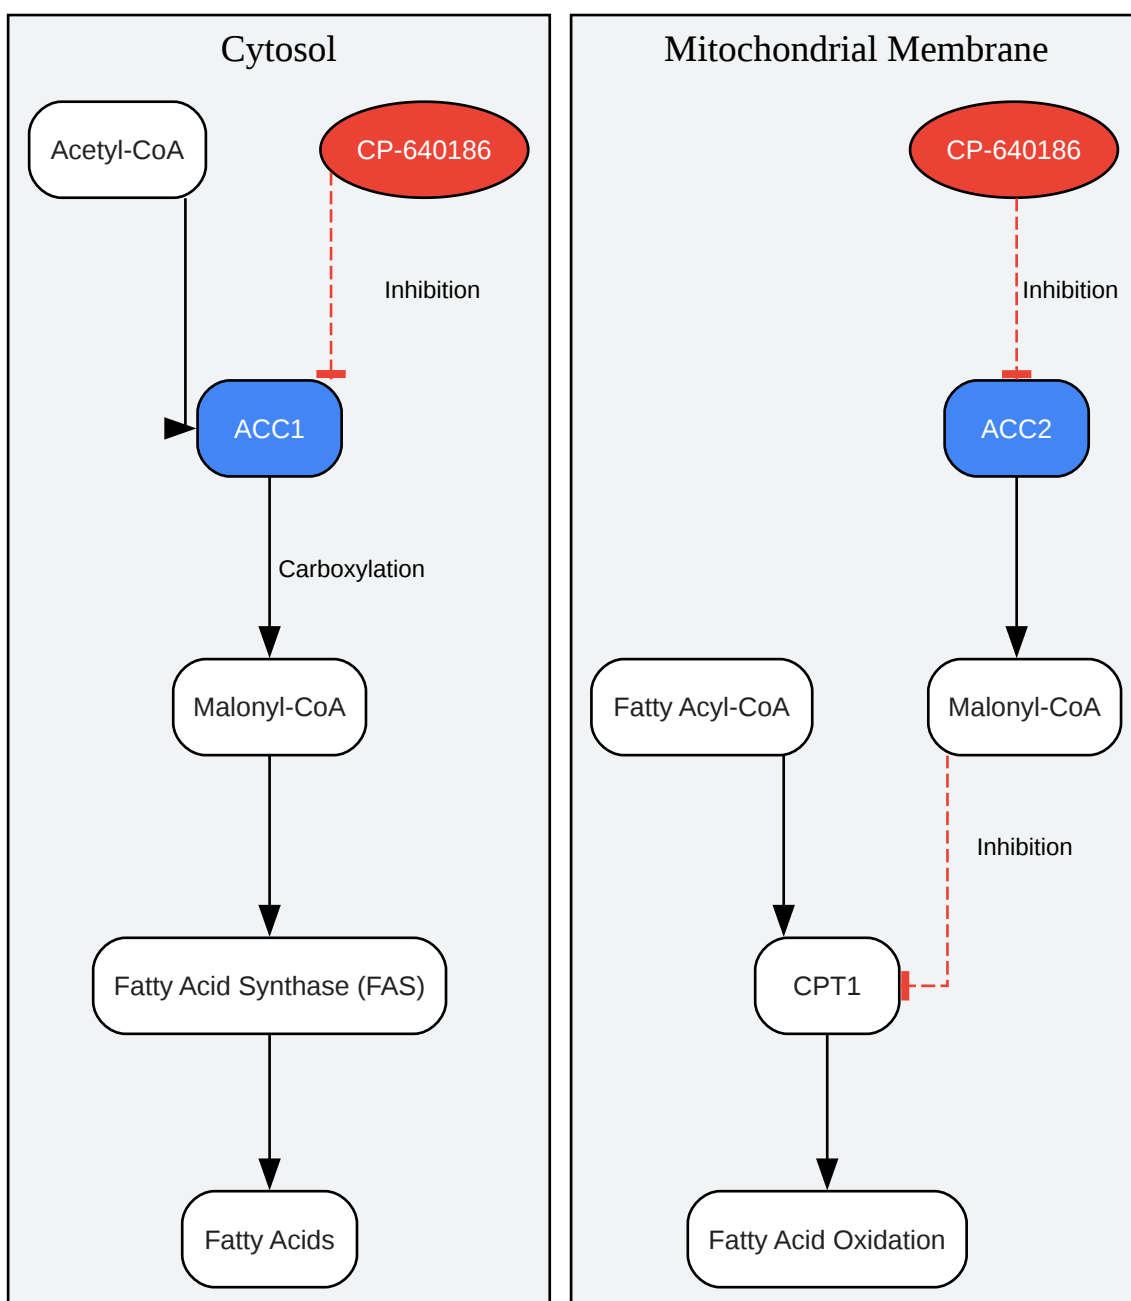 Cytosol
Acetyl-CoA
CP-640186
Inhibition
ACC1
Carboxylation
Malonyl-CoA
Fatty Acid Synthase (FAS)
Fatty Acids
Mitochondrial Membrane
CP-640186
Inhibition
ACC2
Fatty Acyl-CoA
Malonyl-CoA
Inhibition
CPT1
Fatty Acid Oxidation